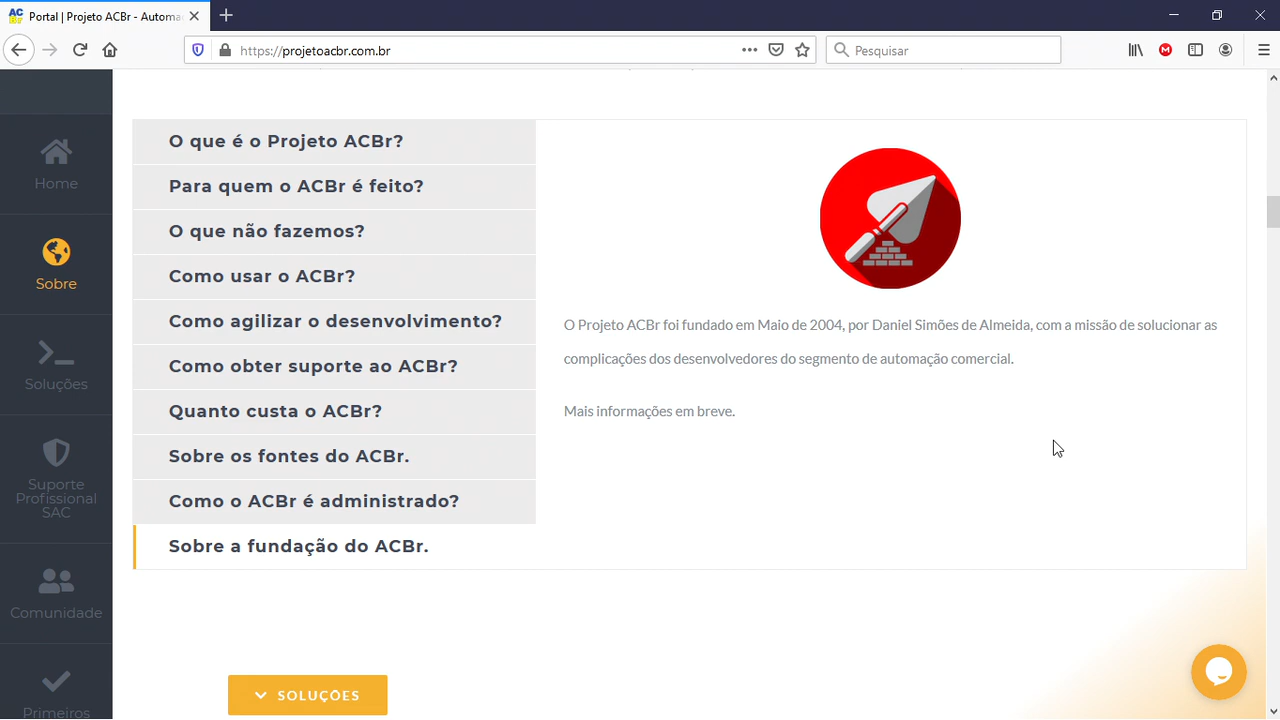 Portal | Projeto ACBr - Automa
https://projetoacbr.com.br
Pesquisar
Home
Sobre
Soluções
Suporte
Profissional
SAC
Comunidade
Primeiros
O que é o Projeto ACBr?
Para quem o ACBr é feito?
O que não fazemos?
Como usar o ACBr?
Como agilizar o desenvolvimento?
Como obter suporte ao ACBr?
Quanto custa o ACBr?
Sobre os fontes do ACBr.
Como o ACBr é administrado?
Sobre a fundação do ACBr.
O Projeto ACBr foi fundado em Maio de 2004, por Daniel Simões de Almeida, com a missão de solucionar as
complicações dos desenvolvedores do segmento de automação comercial.
Mais informações em breve.
SOLUÇÕES